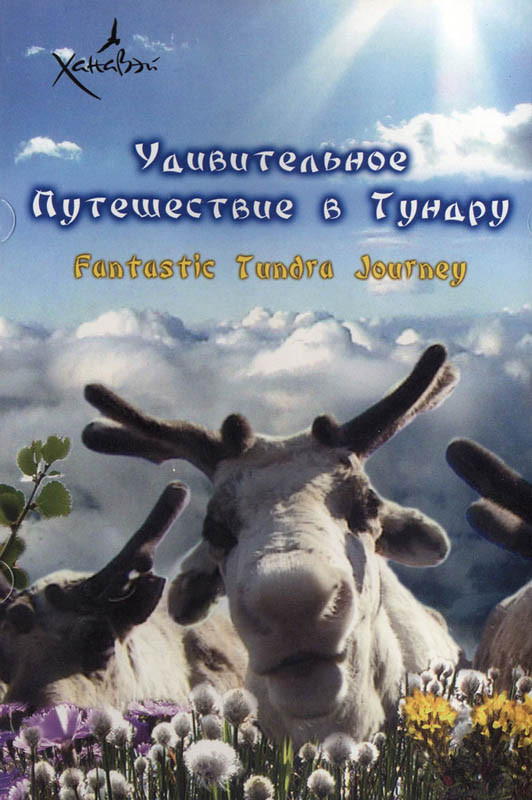 Ханавэй
Удивительное
Путешествие в Тундру
Fantastic Tundra Journey